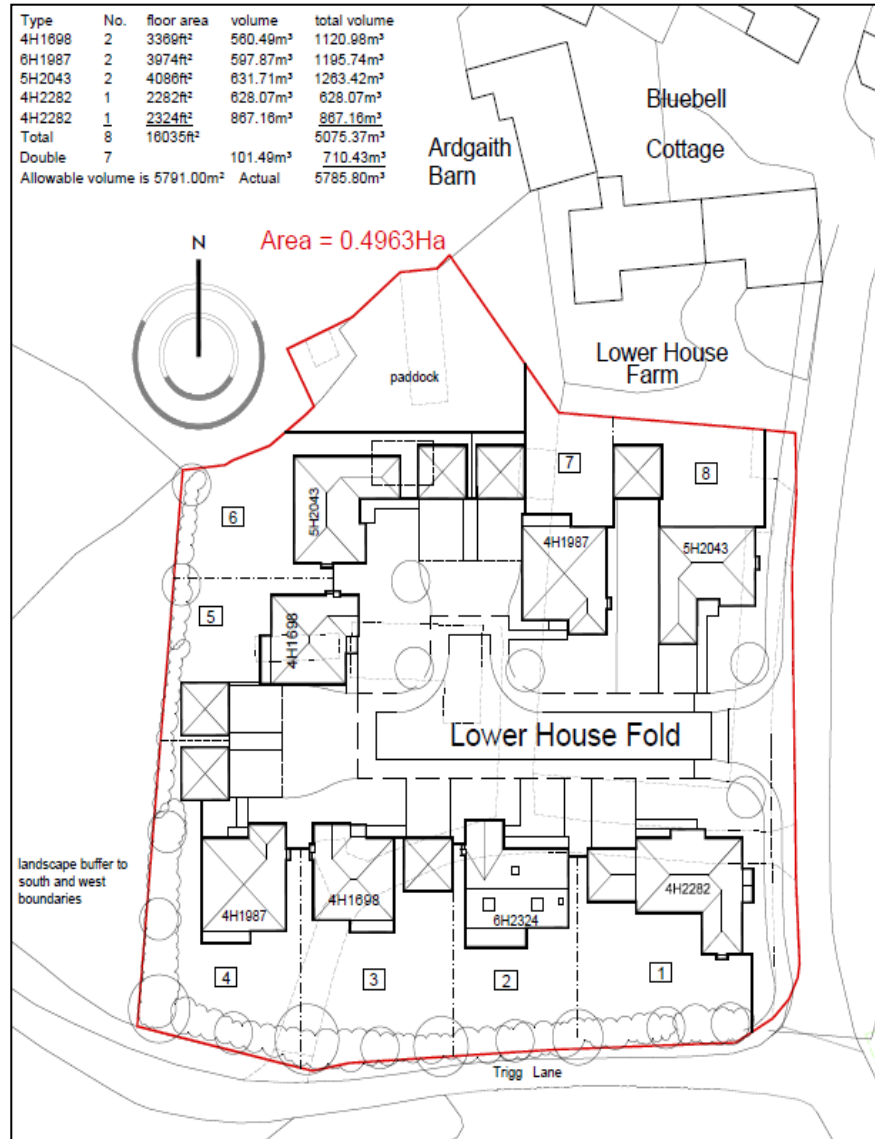 Type No. floor area volume total volume
4H1698 2 3369ft² 560.49m³ 1120.98m³
6H1987 2 3974ft² 597.87m³ 1195.74m³
5H2043 2 4086ft² 631.71m³ 1263.42m³
4H2282 1 2282ft² 628.07m³ 628.07m³
4H2282 1 2324ft² 867.16m³ 867.16m³
Total 8 16035ft² 5075.37m³
Double 7 101.49m³ 710.43m³
Allowable volume is 5791.00m² Actual 5785.80m³
Bluebell
Cottage
Ardgaith
Barn
N
Area = 0.4963Ha
Lower House
Farm
paddock
7
8
6
5H2043
4H1987
5H2043
5
4H1698
Lower House Fold
landscape buffer to
south and west
boundaries
4H1987
4H1698
6H2324
4H2282
4
3
2
1
Trigg Lane